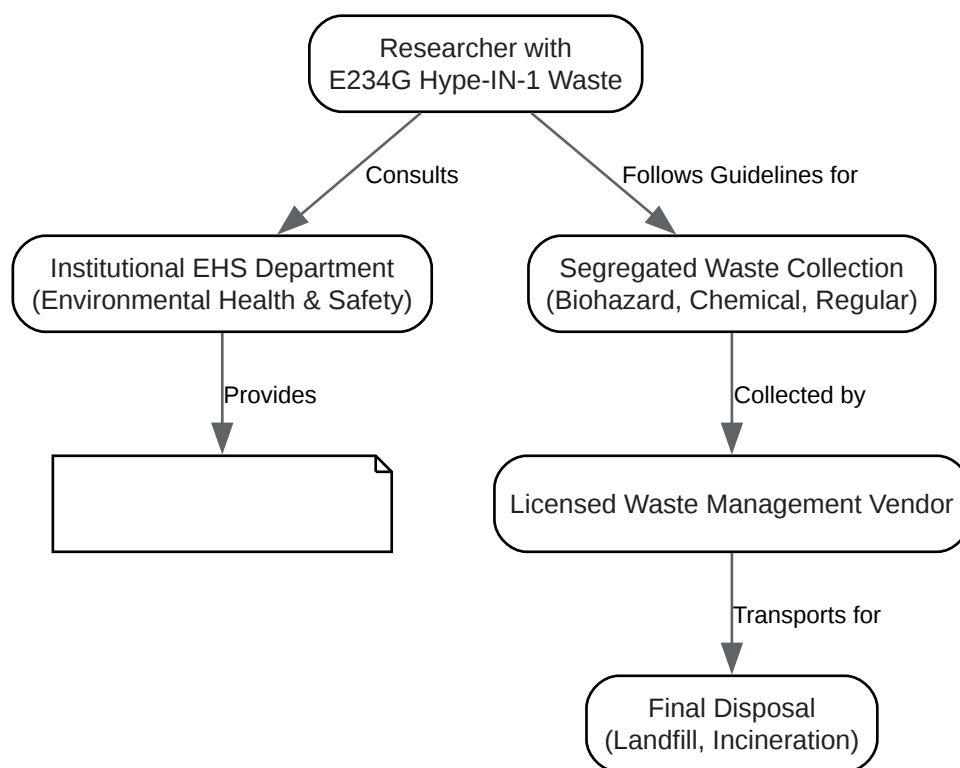 Researcher with
E234G Hype-IN-1 Waste
Consults
Follows Guidelines for
Institutional EHS Department
(Environmental Health & Safety)
Segregated Waste Collection
(Biohazard, Chemical, Regular)
Provides
Collected by
Licensed Waste Management Vendor
Transports for
Final Disposal
(Landfill, Incineration)